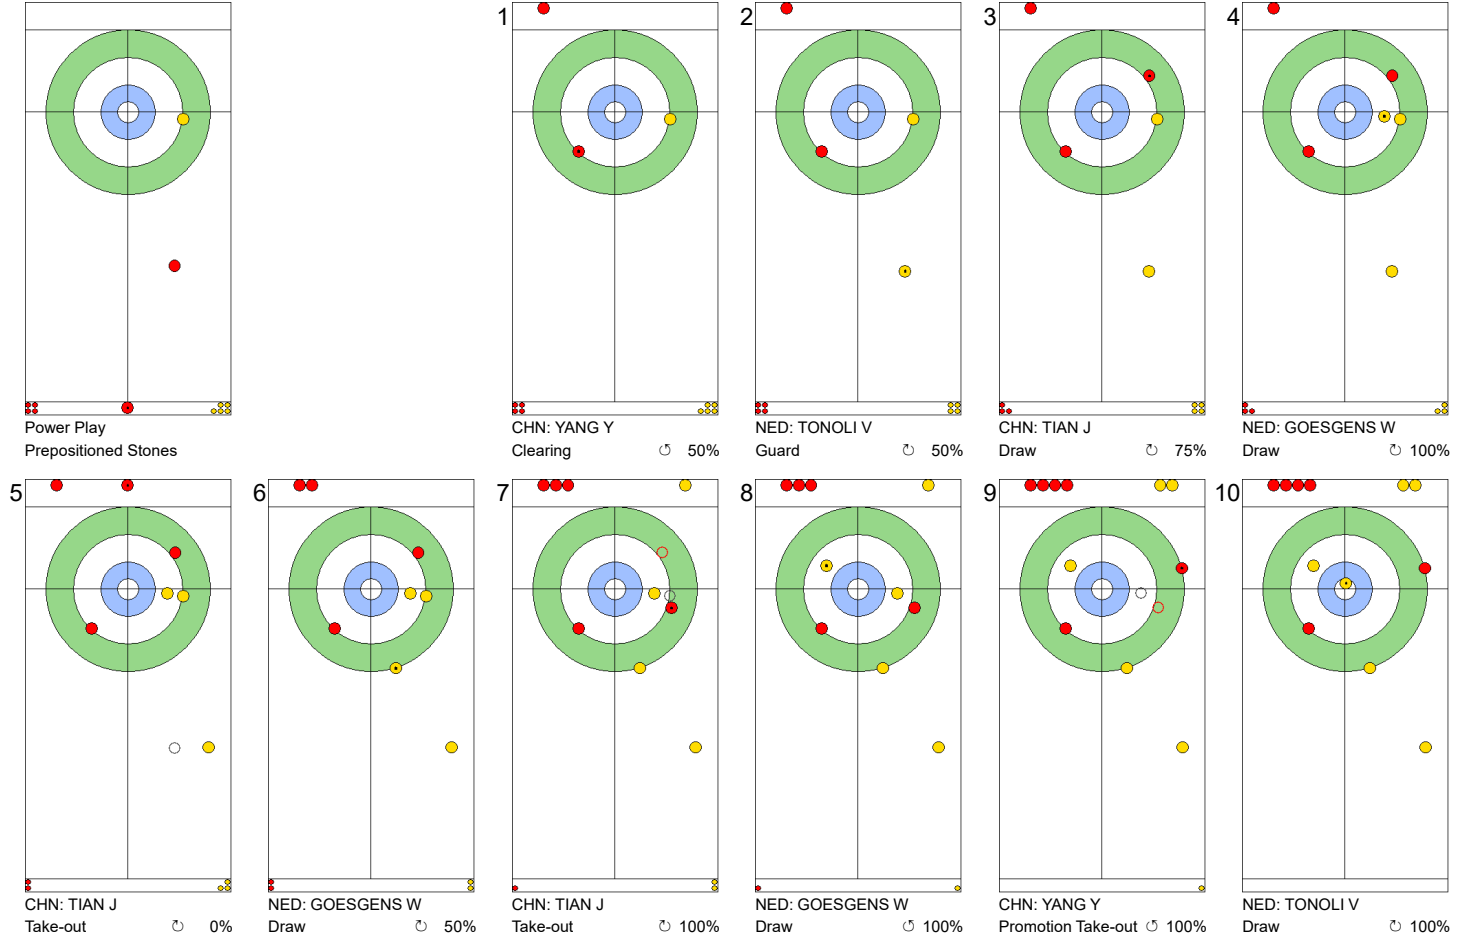 Power Play
Prepositioned Stones
1
CHN: YANG Y
Clearing 50%
2
NED: TONOLI V
Guard 50%
3
CHN: TIAN J
Draw 75%
4
NED: GOESGENS W
Draw 100%
5
CHN: TIAN J
Take-out 0%
6
NED: GOESGENS W
Draw 50%
7
CHN: TIAN J
Take-out 100%
8
NED: GOESGENS W
Draw 100%
9
CHN: YANG Y
Promotion Take-out 100%
10
NED: TONOLI V
Draw 100%